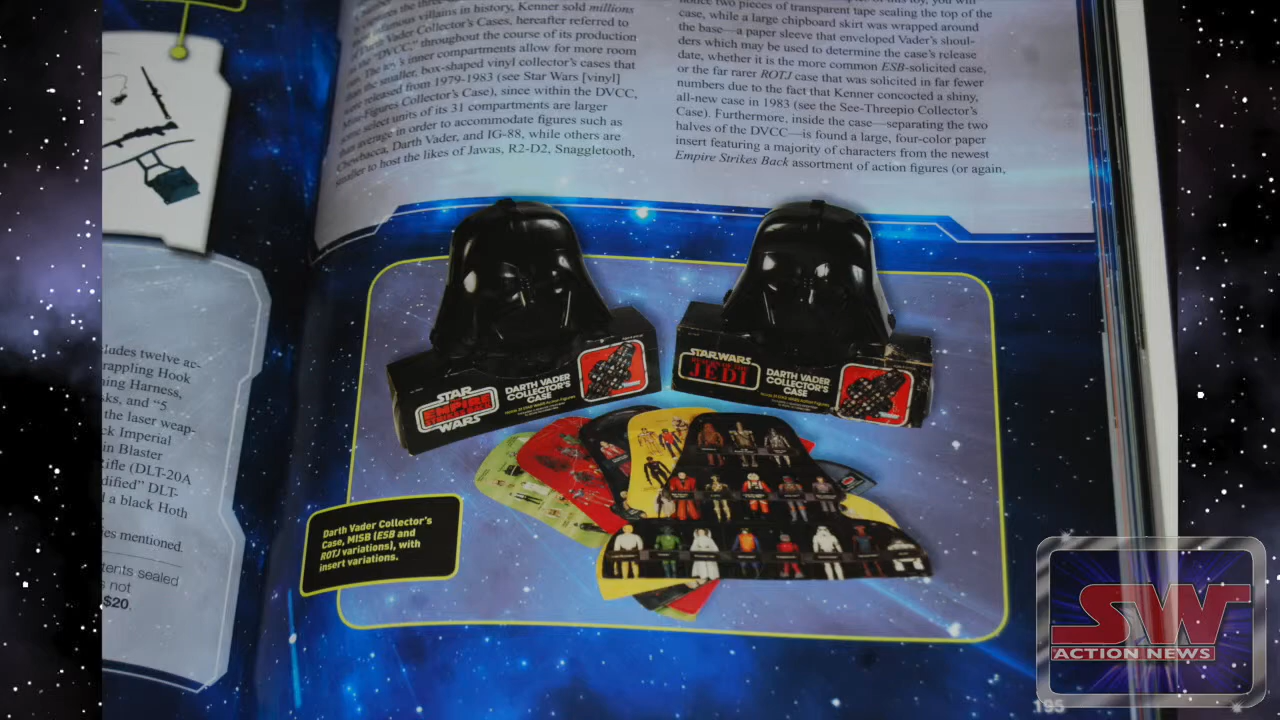 three
villains in history, Kenner sold millions
Darth Vader Collector's Cases, hereafter referred to
"DVCC," throughout the course of its production
The toy's inner compartments allow for more room
than the smaller, box-shaped vinyl collector's cases that
were released from 1979-1983 (see Star Wars [vinyl]
Mini-Figures Collector's Case), since within the DVCC,
some select units of its 31 compartments are larger
than average in order to accommodate figures such as
Chewbacca, Darth Vader, and IG-88, while others are
smaller to host the likes of Jawas, R2-D2, Snaggletooth,
notice two pieces of transparent tape sealing the top of the
case, while a large chipboard skirt was wrapped around
the base—a paper sleeve that enveloped Vader's shoul-
ders which may be used to determine the case's release
date, whether it is the more common ESB-solicited case,
or the far rarer ROTJ case that was solicited in far fewer
numbers due to the fact that Kenner concocted a shiny,
all-new case in 1983 (see the See-Threepio Collector's
Case). Furthermore, inside the case—separating the two
halves of the DVCC—is found a large, four-color paper
insert featuring a majority of characters from the newest
Empire Strikes Back assortment of action figures (or again,
STAR
EMPIRE
WARS
DARTH VADER
COLLECTOR'S
CASE
STAR WARS
RETURN OF THE
JEDI
DARTH VADER
COLLECTOR'S
CASE
Darth Vader Collector's
Case, MISB (ESB and
ROTJ variations), with
insert variations.
ludes twelve ac-
rappling Hook
ning Harness,
sks, and "5
the laser weap-
ck Imperial
in Blaster
Rifle (DLT-20A
dified" DLT-
d a black Hoth
ies mentioned.
tents sealed
s not
$20.
195
SW
ACTION NEWS